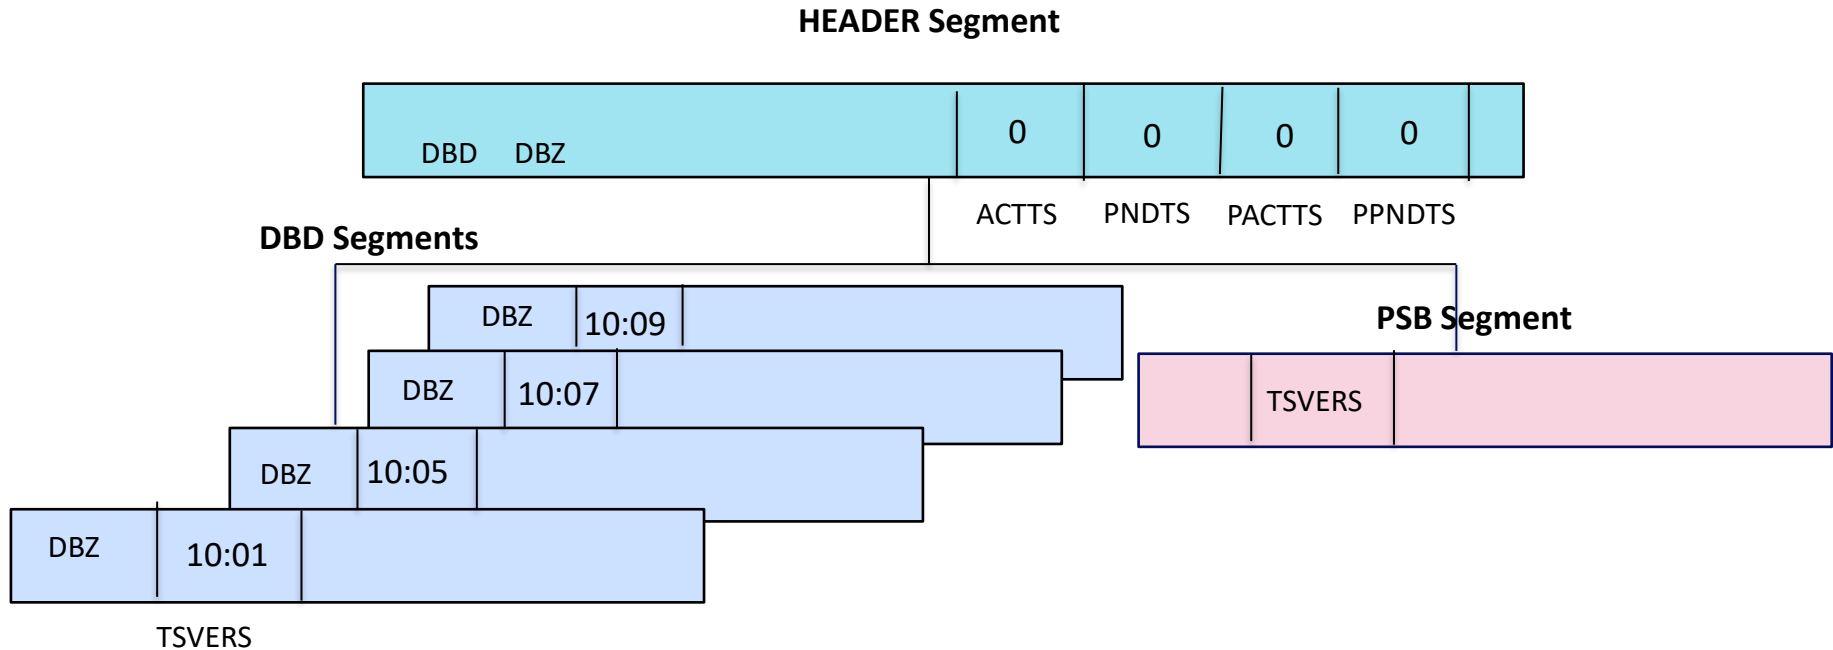 HEADER Segment
DBD DBZ 0 0 0 0
ACTTS PNDTS PACTTS PPNDTS
DBD Segments
DBZ 10:09
PSB Segment
DBZ 10:07
TSVERS
DBZ 10:05
DBZ 10:01
TSVERS